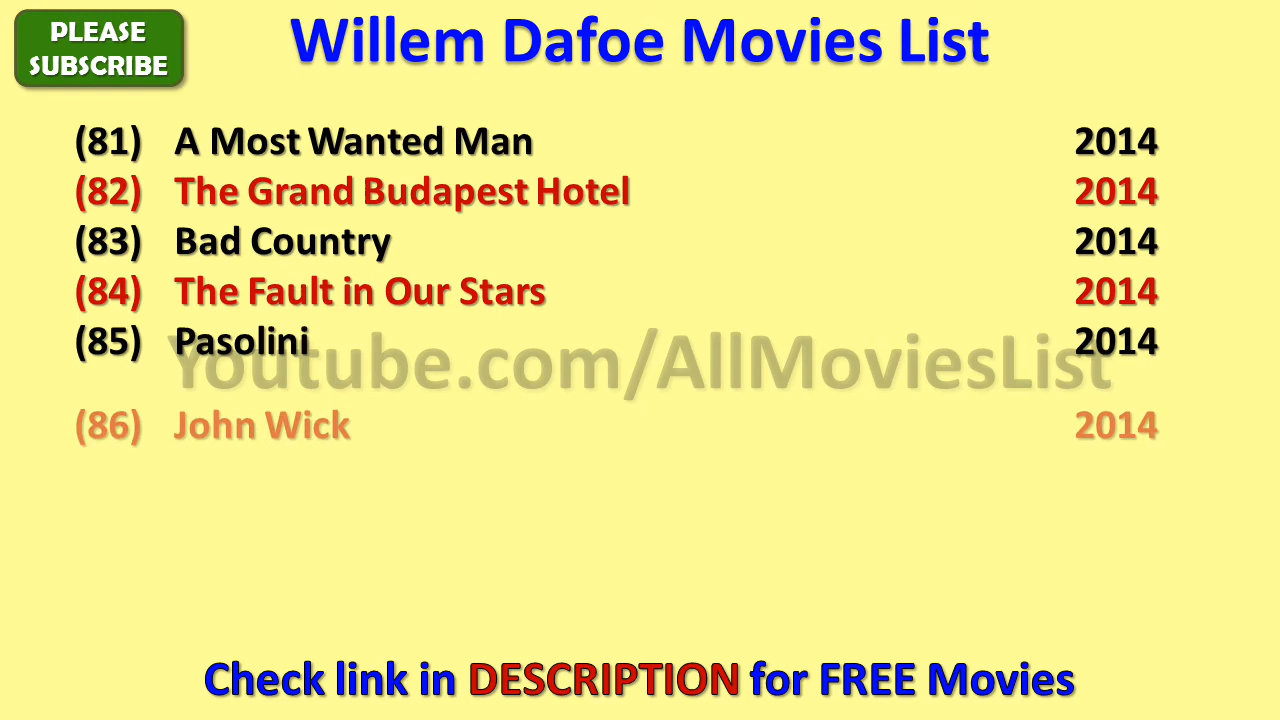 PLEASE
SUBSCRIBE
Willem Dafoe Movies List
(81) A Most Wanted Man 2014
(82) The Grand Budapest Hotel 2014
(83) Bad Country 2014
(84) The Fault in Our Stars 2014
(85) Pasolini 2014
Youtube.com/AllMoviesList
(86) John Wick 2014
Check link in DESCRIPTION for FREE Movies